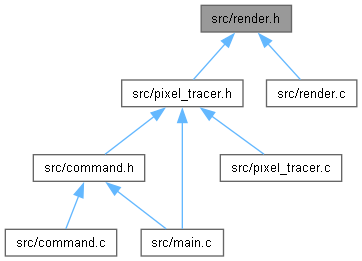 src/render.h
src/pixel_tracer.h
src/render.c
src/command.h
src/pixel_tracer.c
src/command.c
src/main.c